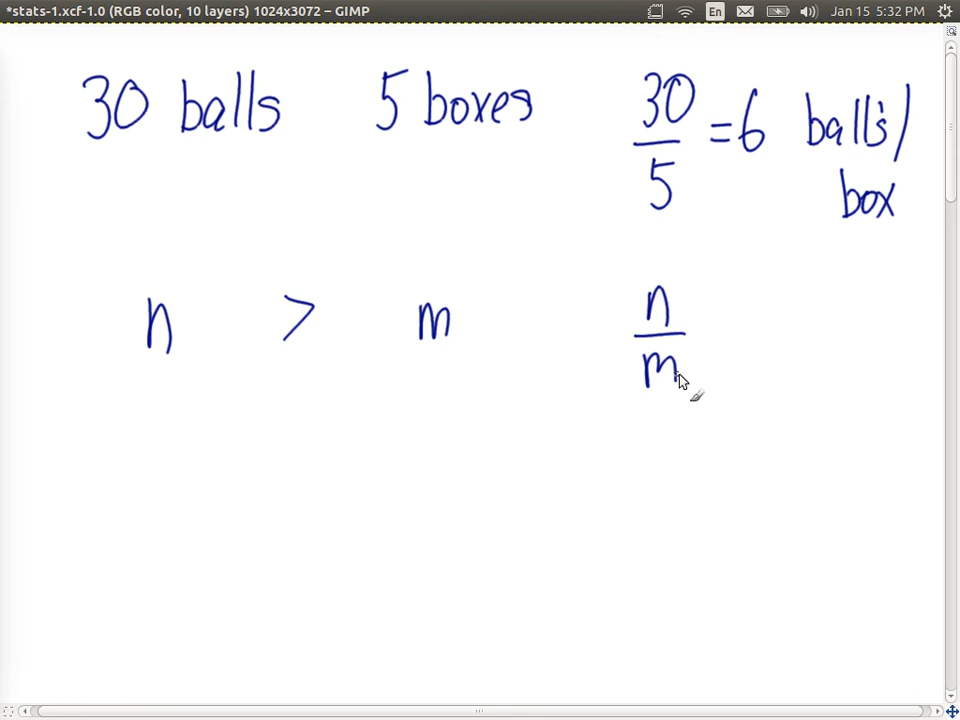 *stats-1.xcf-1.0 (RGB color, 10 layers) 1024x3072 – GIMP En Jan 15 5:32 PM
30 balls 5 boxes 30/5 = 6 balls/
box
n > m n/m